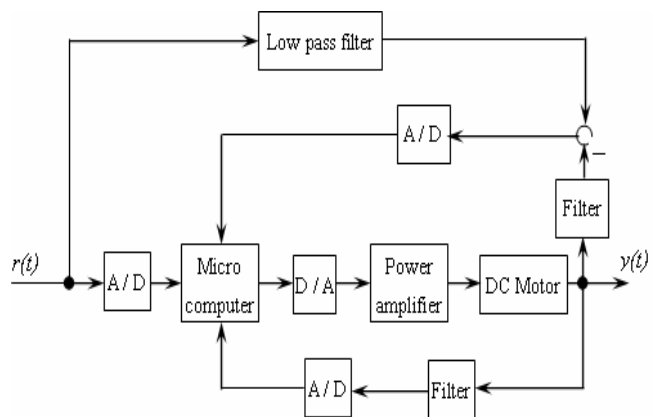 Low pass filter
A / D
–
Filter
r(t)
A / D
Micro
computer
D / A
Power
amplifier
DC Motor
y(t)
A / D
Filter